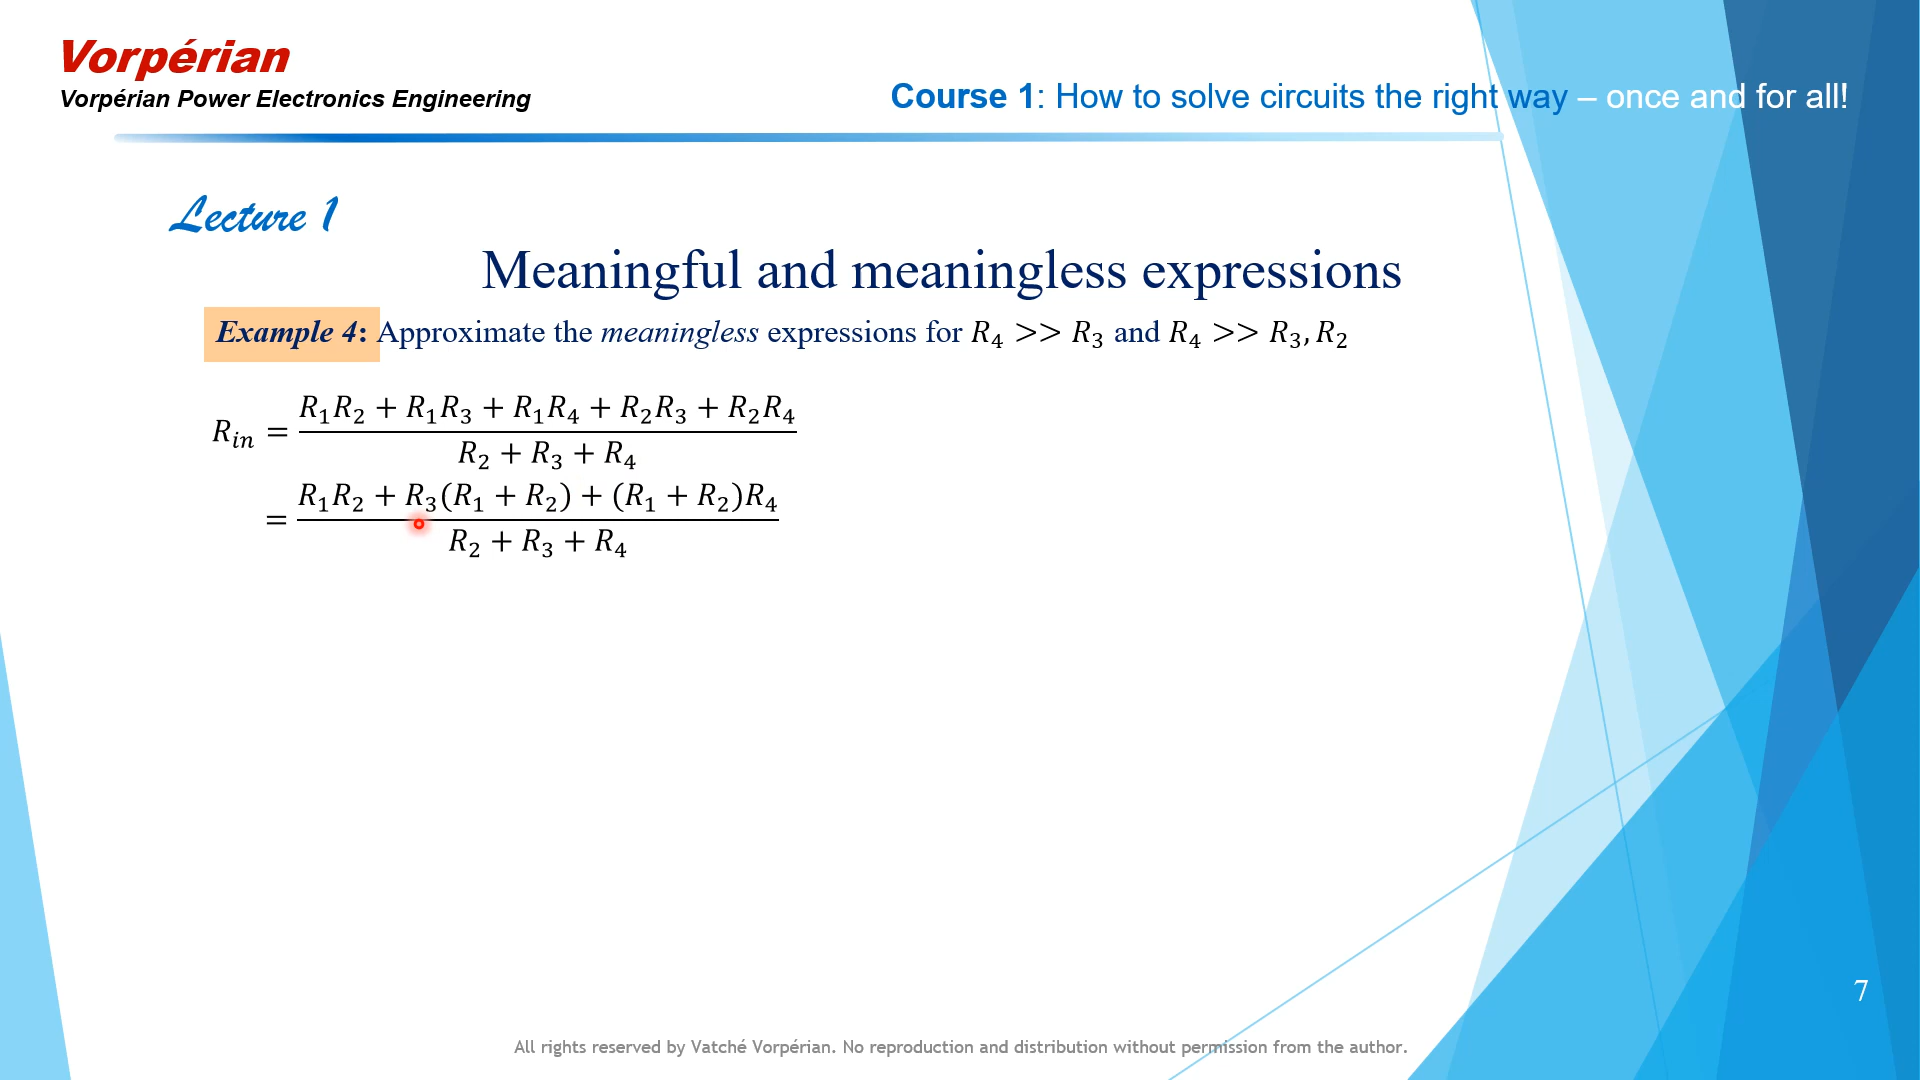 Vorpérian
Vorpérian Power Electronics Engineering
Course 1: How to solve circuits the right way – once and for all!
Lecture 1
Meaningful and meaningless expressions
Example 4: Approximate the meaningless expressions for R₄ >> R₃ and R₄ >> R₃, R₂
R_in = (R₁R₂ + R₁R₃ + R₁R₄ + R₂R₃ + R₂R₄) / (R₂ + R₃ + R₄)
= (R₁R₂ + R₃(R₁ + R₂) + (R₁ + R₂)R₄) / (R₂ + R₃ + R₄)
7
All rights reserved by Vatché Vorpérian. No reproduction and distribution without permission from the author.